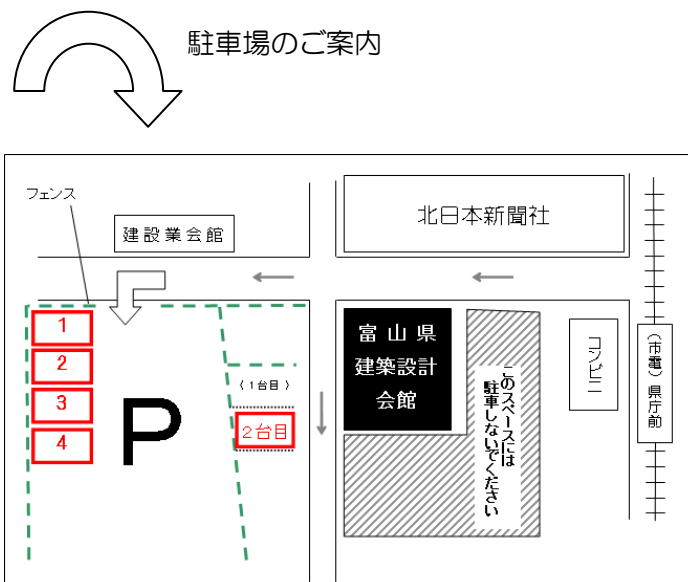 駐車場のご案内
フェンス
建設業会館
北日本新聞社
1
2
3
4
P
(1台目)
2台目
富山県
建築設計
会館
このスペースには
駐車しないでください
コンビニ
(市電)県庁前